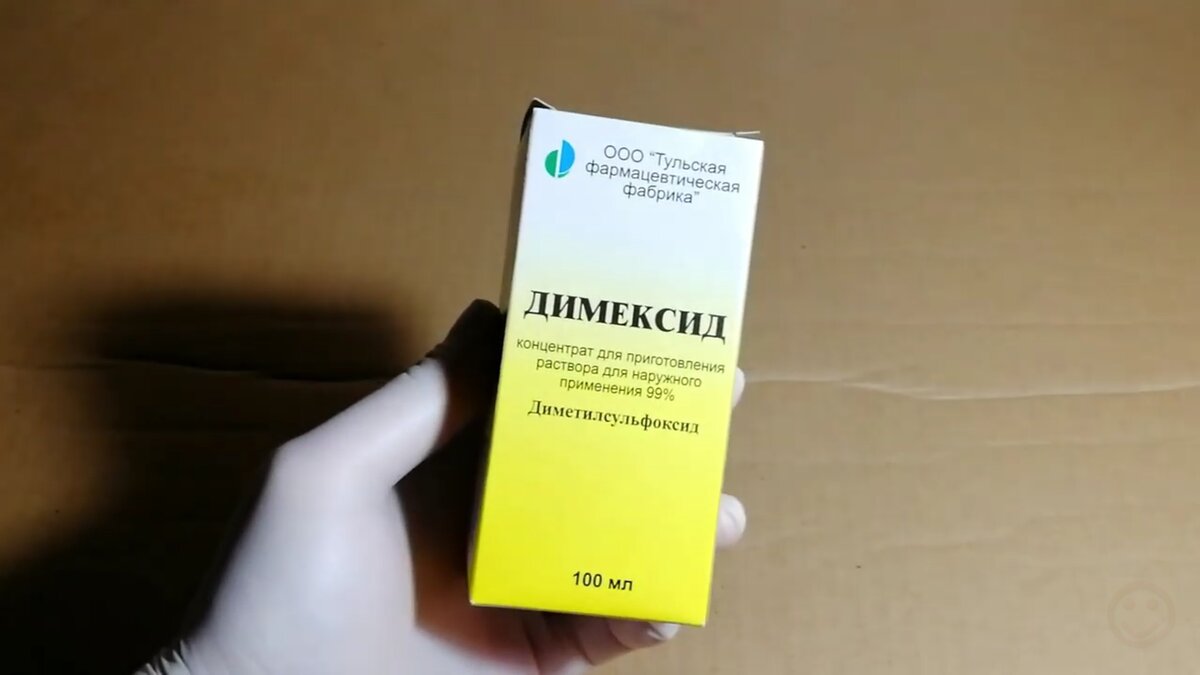 ООО "Тульская
фармацевтическая
фабрика"
ДИМЕКСИД
концентрат для приготовления
раствора для наружного
применения 99%
Диметилсульфоксид
100 мл